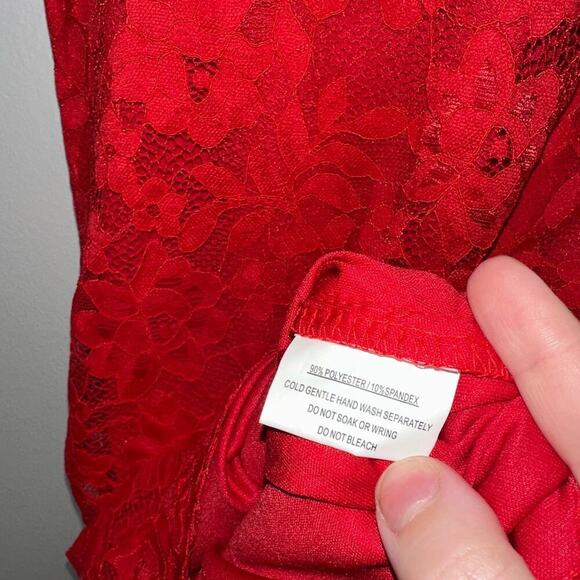 90% POLYESTER / 10% SPANDEX
COLD GENTLE HAND WASH SEPARATELY
DO NOT SOAK OR WRING
DO NOT BLEACH